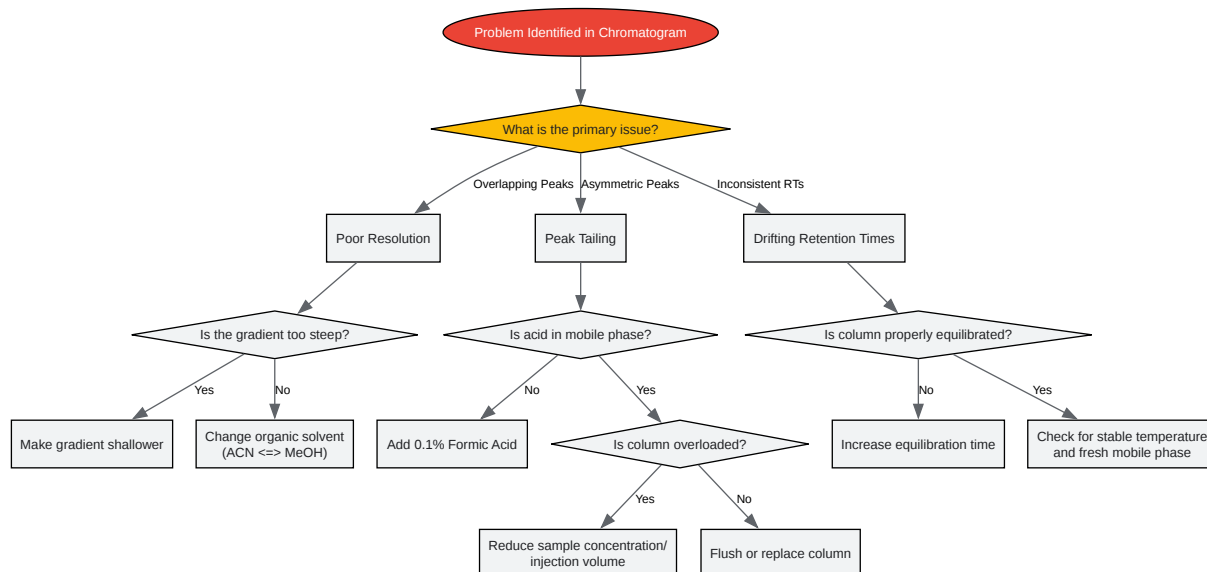 Problem Identified in Chromatogram
What is the primary issue?
Overlapping Peaks
Asymmetric Peaks
Inconsistent RTs
Poor Resolution
Peak Tailing
Drifting Retention Times
Is the gradient too steep?
Is acid in mobile phase?
Is column properly equilibrated?
Yes
No
No
Yes
No
Yes
Make gradient shallower
Change organic solvent
(ACN <=> MeOH)
Add 0.1% Formic Acid
Is column overloaded?
Increase equilibration time
Check for stable temperature
and fresh mobile phase
Yes
No
Reduce sample concentration/
injection volume
Flush or replace column